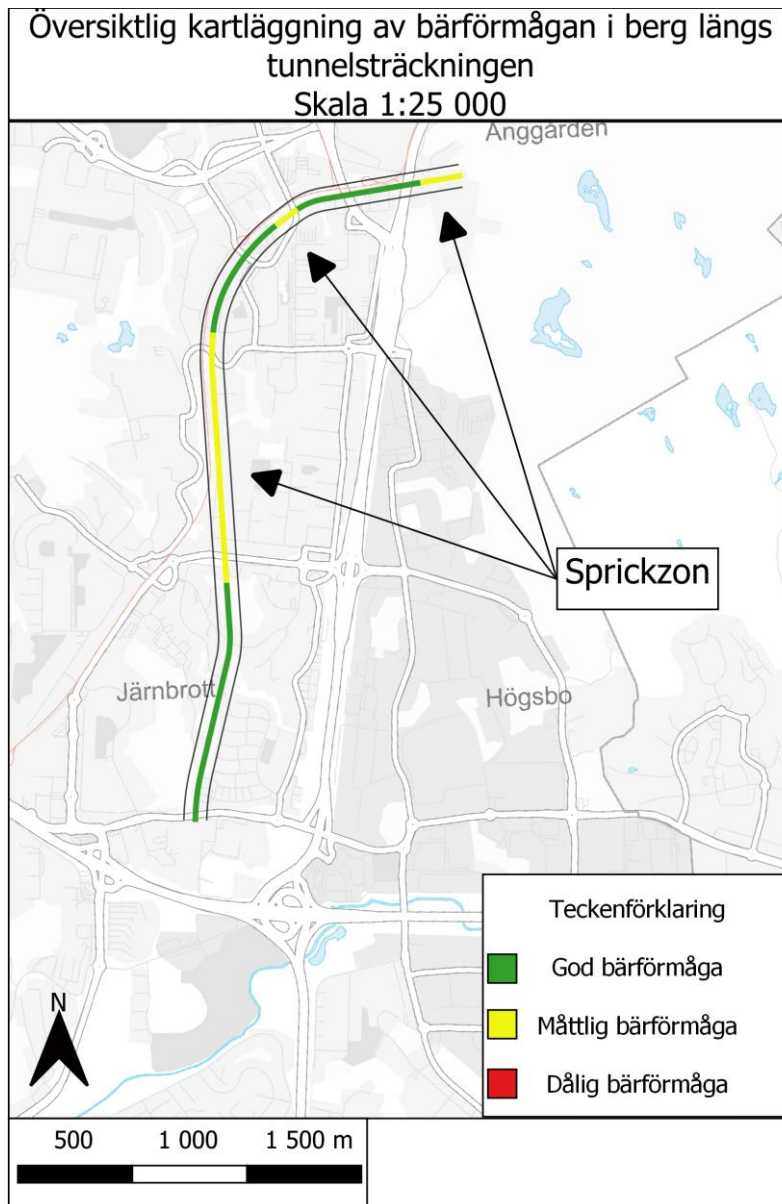 Översiktlig kartläggning av bärförmågan i berg längs
tunnelsträckningen
Skala 1:25 000
Änggården
Sprickzon
Järnbrott
Högsbo
Teckenförklaring
God bärförmåga
Måttlig bärförmåga
Dålig bärförmåga
N
500 1 000 1 500 m